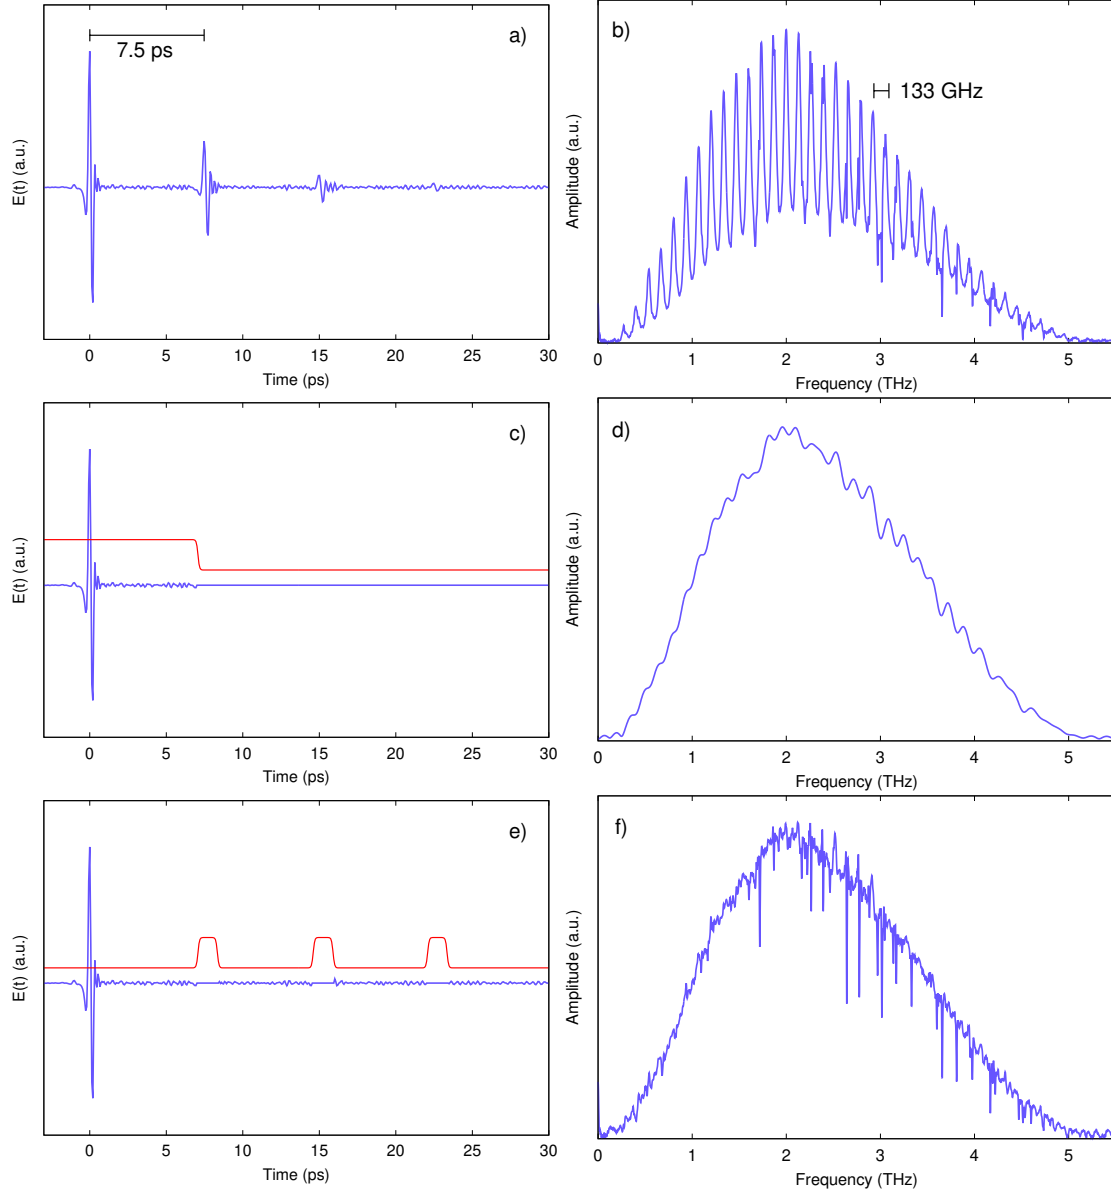 7.5 ps
a)
E(t) (a.u.)
0 5 10 15 20 25 30
Time (ps)
b)
133 GHz
Amplitude (a.u.)
0 1 2 3 4 5
Frequency (THz)
c)
E(t) (a.u.)
0 5 10 15 20 25 30
Time (ps)
d)
Amplitude (a.u.)
0 1 2 3 4 5
Frequency (THz)
e)
E(t) (a.u.)
0 5 10 15 20 25 30
Time (ps)
f)
Amplitude (a.u.)
0 1 2 3 4 5
Frequency (THz)